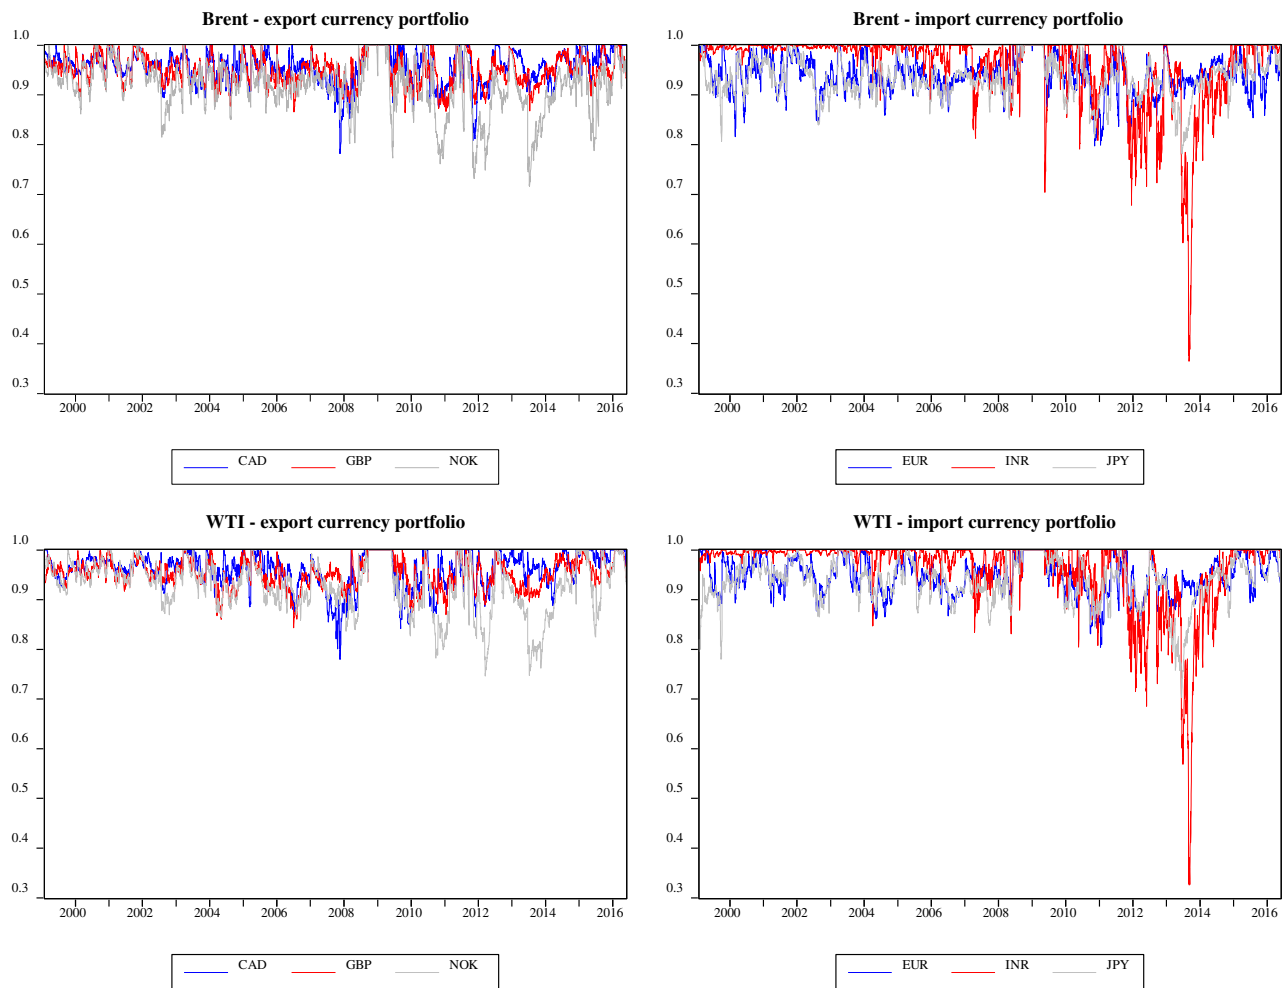 Brent - export currency portfolio
1.0
0.9
0.8
0.7
0.6
0.5
0.4
0.3
2000 2002 2004 2006 2008 2010 2012 2014 2016
CAD GBP NOK
Brent - import currency portfolio
1.0
0.9
0.8
0.7
0.6
0.5
0.4
0.3
2000 2002 2004 2006 2008 2010 2012 2014 2016
EUR INR JPY
WTI - export currency portfolio
1.0
0.9
0.8
0.7
0.6
0.5
0.4
0.3
2000 2002 2004 2006 2008 2010 2012 2014 2016
CAD GBP NOK
WTI - import currency portfolio
1.0
0.9
0.8
0.7
0.6
0.5
0.4
0.3
2000 2002 2004 2006 2008 2010 2012 2014 2016
EUR INR JPY